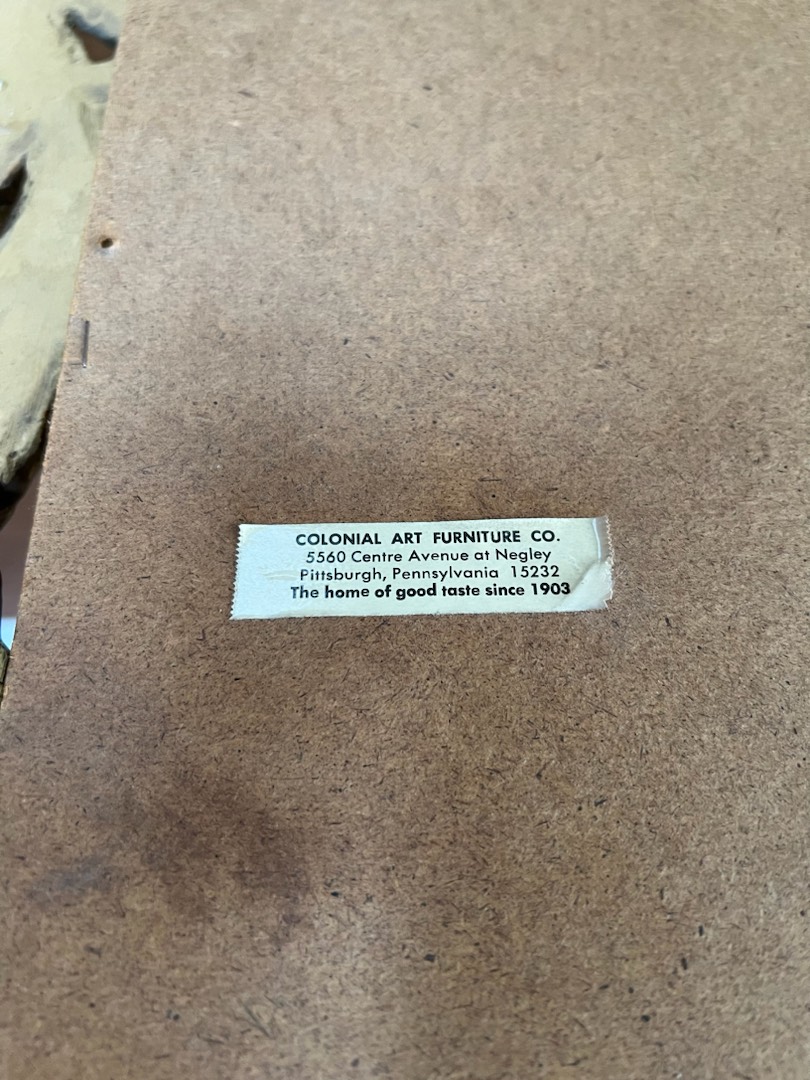 COLONIAL ART FURNITURE CO.
5560 Centre Avenue at Negley
Pittsburgh, Pennsylvania 15232
The home of good taste since 1903